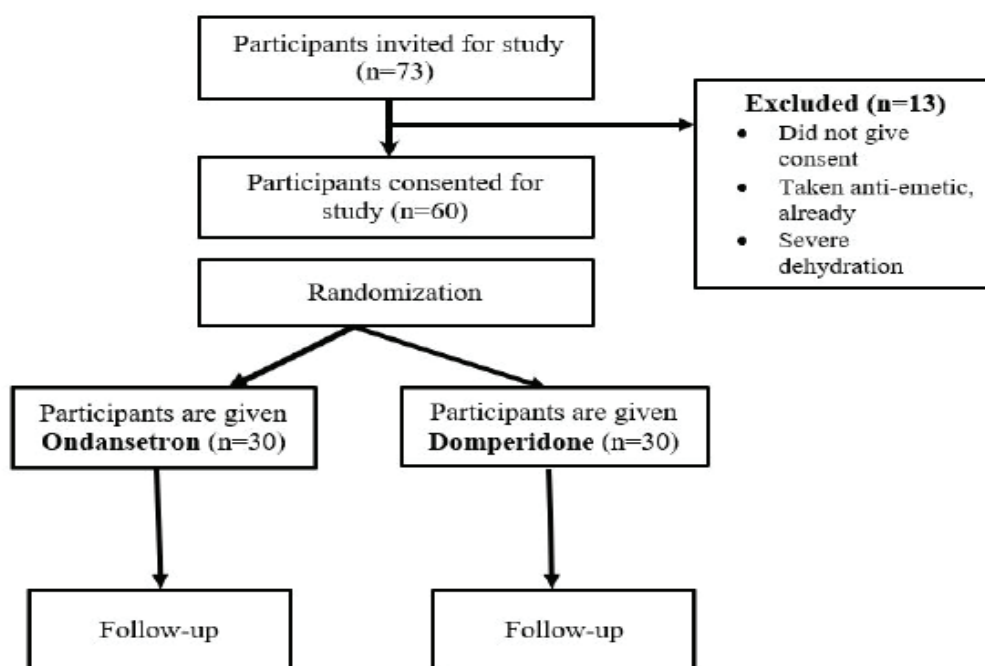 Participants invited for study
(n=73)
Excluded (n=13)
• Did not give
consent
• Taken anti-emetic,
already
• Severe
dehydration
Participants consented for
study (n=60)
Randomization
Participants are given
Ondansetron (n=30)
Participants are given
Domperidone (n=30)
Follow-up
Follow-up